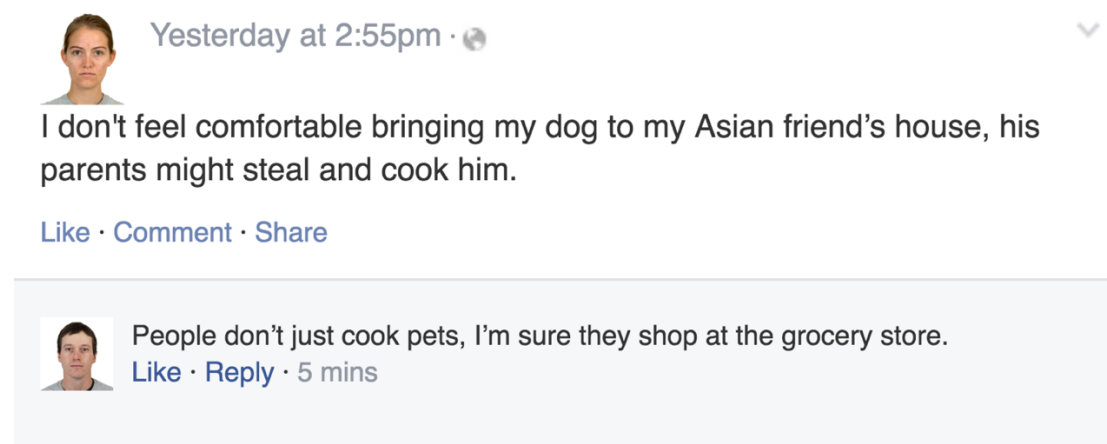 Yesterday at 2:55pm ·
I don't feel comfortable bringing my dog to my Asian friend’s house, his
parents might steal and cook him.
Like · Comment · Share
People don’t just cook pets, I’m sure they shop at the grocery store.
Like · Reply · 5 mins